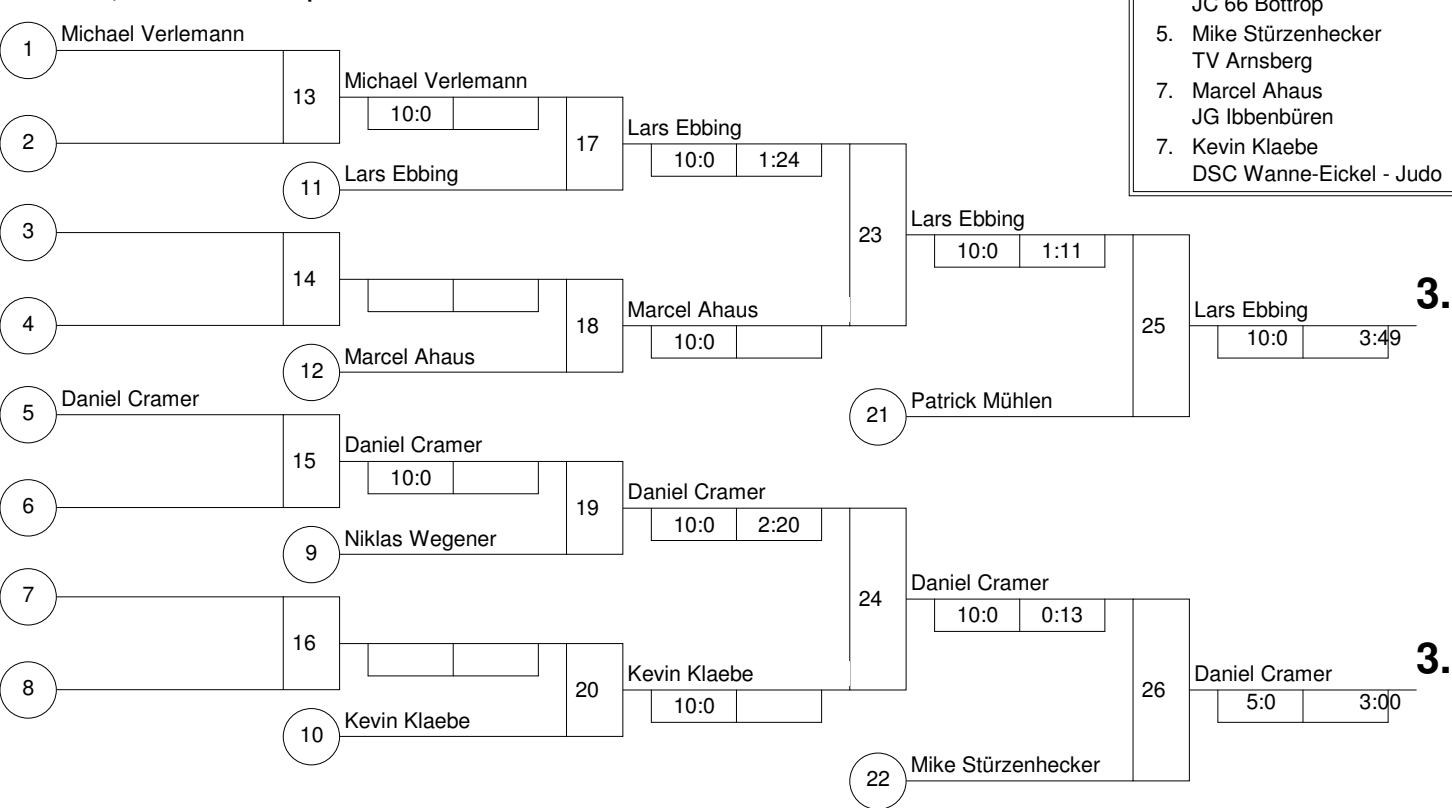 JC 66 Bottrop
5. Mike Stürzenhecker
TV Arnsberg
7. Marcel Ahaus
JG Ibbenbüren
7. Kevin Klaebe
DSC Wanne-Eickel - Judo
1 Michael Verlemann
13 Michael Verlemann
10:0
2
17 Lars Ebbing
10:0 1:24
11 Lars Ebbing
3
23 Lars Ebbing
10:0 1:11
14
4
18 Marcel Ahaus
10:0
12 Marcel Ahaus
25 Lars Ebbing 3.
10:0 3:49
5 Daniel Cramer
21 Patrick Mühlen
15 Daniel Cramer
10:0
6
19 Daniel Cramer
10:0 2:20
9 Niklas Wegener
7
24 Daniel Cramer
10:0 0:13
16
8
20 Kevin Klaebe
10:0
10 Kevin Klaebe
26 Daniel Cramer 3.
5:0 3:00
22 Mike Stürzenhecker